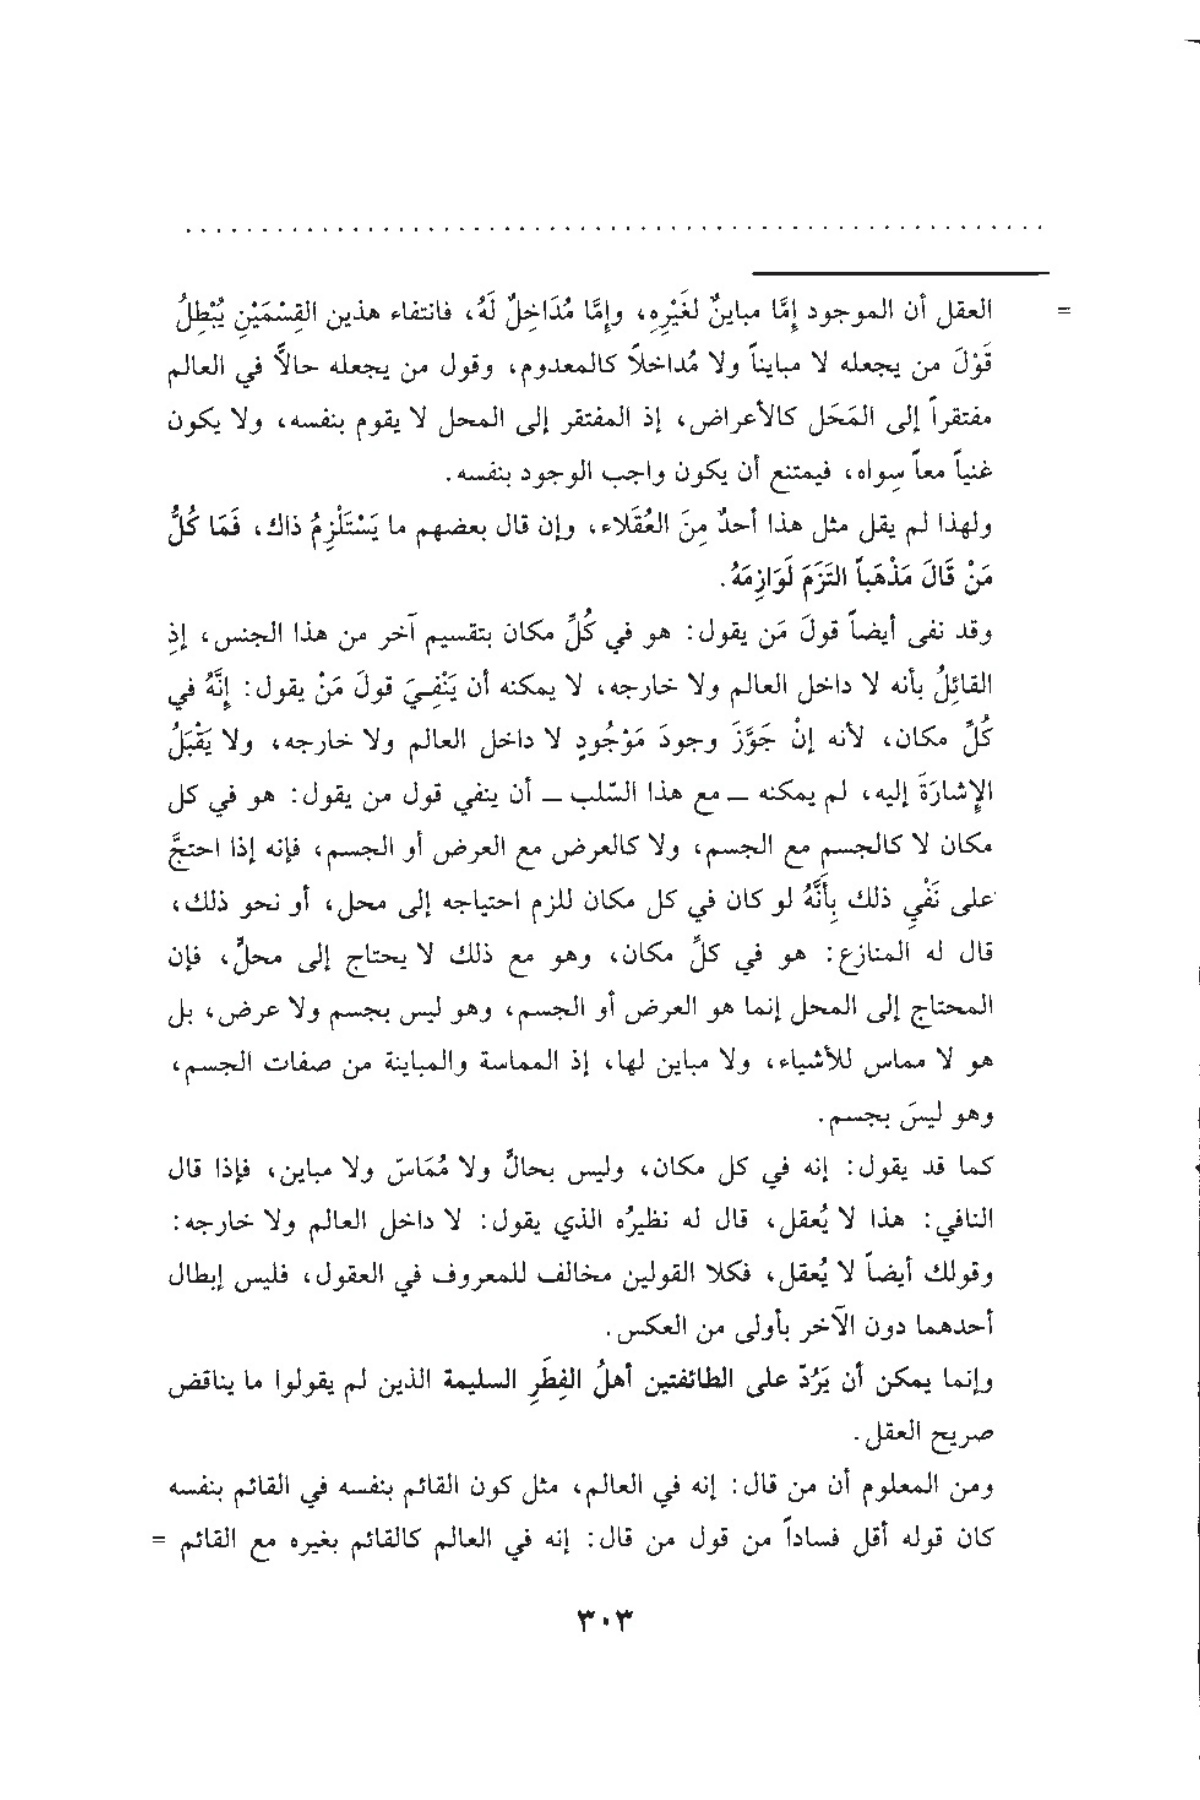 . . . . . . . . . . . . . . . . . . . . . . . . . . . . . . . . . . . . . . . . . . . . . . . . . . . . . . . . .
= العقل أن الموجود إِمَّا مباينٌ لغَيْرِهِ، وإِمَّا مُدَاخِلٌ لَهُ، فانتفاء هذين القِسْمَيْنِ يُبْطِلُ
قَوْلَ من يجعله لا مبايناً ولا مُداخلاً كالمعدوم، وقول من يجعله حالاًّ في العالم
مفتقراً إلى المَحَل كالأعراض، إذ المفتقر إلى المحل لا يقوم بنفسه، ولا يكون
غنياً معاً سِواه، فيمتنع أن يكون واجب الوجود بنفسه.
ولهذا لم يقل مثل هذا أحدٌ مِنَ العُقَلاء، وإن قال بعضهم ما يَسْتَلْزِمُ ذاك، فَمَا كُلُّ
مَنْ قَالَ مَذْهَباً التَزَمَ لَوَازِمَهُ.
وقد نفى أيضاً قولَ مَن يقول: هو في كُلِّ مكان بتقسيم آخر من هذا الجنس، إذِ
القائِلُ بأنه لا داخل العالم ولا خارجه، لا يمكنه أن يَنْفِيَ قولَ مَنْ يقول: إِنَّهُ في
كُلِّ مكان، لأنه إنْ جَوَّزَ وجودَ مَوْجُودٍ لا داخل العالم ولا خارجه، ولا يَقْبَلُ
الإشارَةَ إليه، لم يمكنه ــ مع هذا السّلب ــ أن ينفي قول من يقول: هو في كل
مكان لا كالجسم مع الجسم، ولا كالعرض مع العرض أو الجسم، فإنه إذا احتجَّ
على نَفْيِ ذلك بِأَنَّهُ لو كان في كل مكان للزم احتياجه إلى محل، أو نحو ذلك،
قال له المنازع: هو في كلِّ مكان، وهو مع ذلك لا يحتاج إلى محلٍّ، فإن
المحتاج إلى المحل إنما هو العرض أو الجسم، وهو ليس بجسم ولا عرض، بل
هو لا مماس للأشياء، ولا مباين لها، إذ المماسة والمباينة من صفات الجسم،
وهو ليسَ بجسم.
كما قد يقول: إنه في كل مكان، وليس بحالٍّ ولا مُمَاسّ ولا مباين، فإذا قال
النافي: هذا لا يُعقل، قال له نظيرُه الذي يقول: لا داخل العالم ولا خارجه:
وقولك أيضاً لا يُعقل، فكلا القولين مخالف للمعروف في العقول، فليس إبطال
أحدهما دون الآخر بأولى من العكس.
وإنما يمكن أن يَرُدّ على الطائفتين أهلُ الفِطَرِ السليمة الذين لم يقولوا ما يناقض
صريح العقل.
ومن المعلوم أن من قال: إنه في العالم، مثل كون القائم بنفسه في القائم بنفسه
كان قوله أقل فساداً من قول من قال: إنه في العالم كالقائم بغيره مع القائم =
٣٠٣